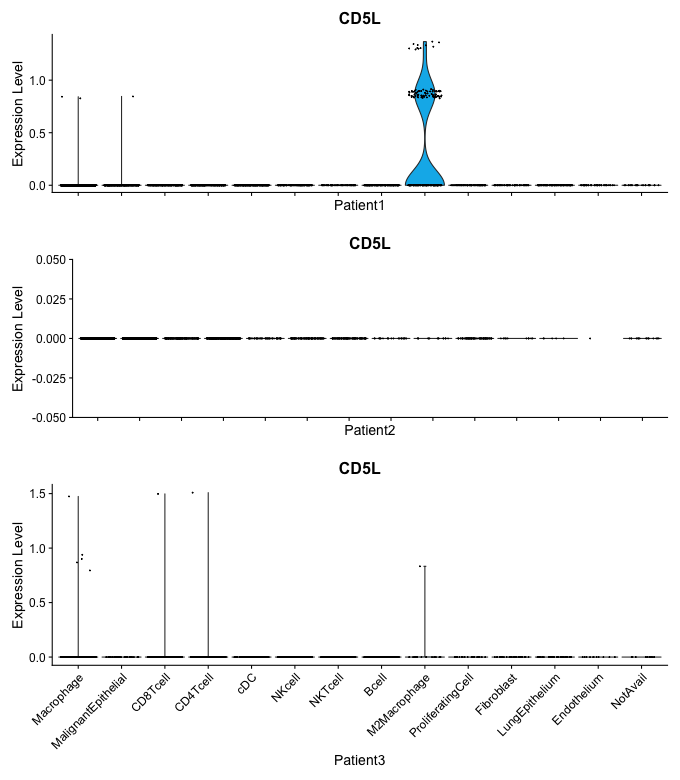 CD5L
Expression Level
1.0
0.5
0.0
Patient1
CD5L
Expression Level
0.050
0.025
0.000
-0.025
-0.050
Patient2
CD5L
Expression Level
1.5
1.0
0.5
0.0
Macrophage
MalignantEpithelial
CD8Tcell
CD4Tcell
cDC
NKcell
NKTcell
Bcell
M2Macrophage
ProliferatingCell
Fibroblast
LungEpithelium
Endothelium
NotAvail
Patient3